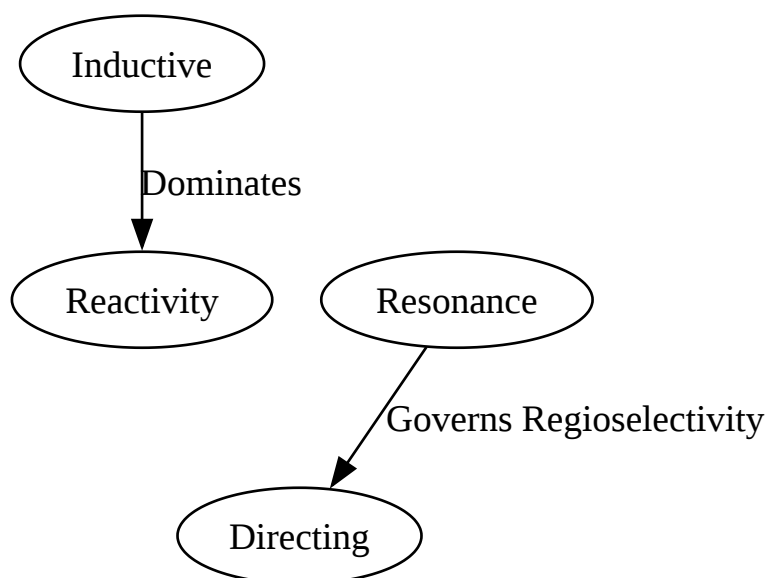 Inductive
Dominates
Reactivity
Resonance
Governs Regioselectivity
Directing